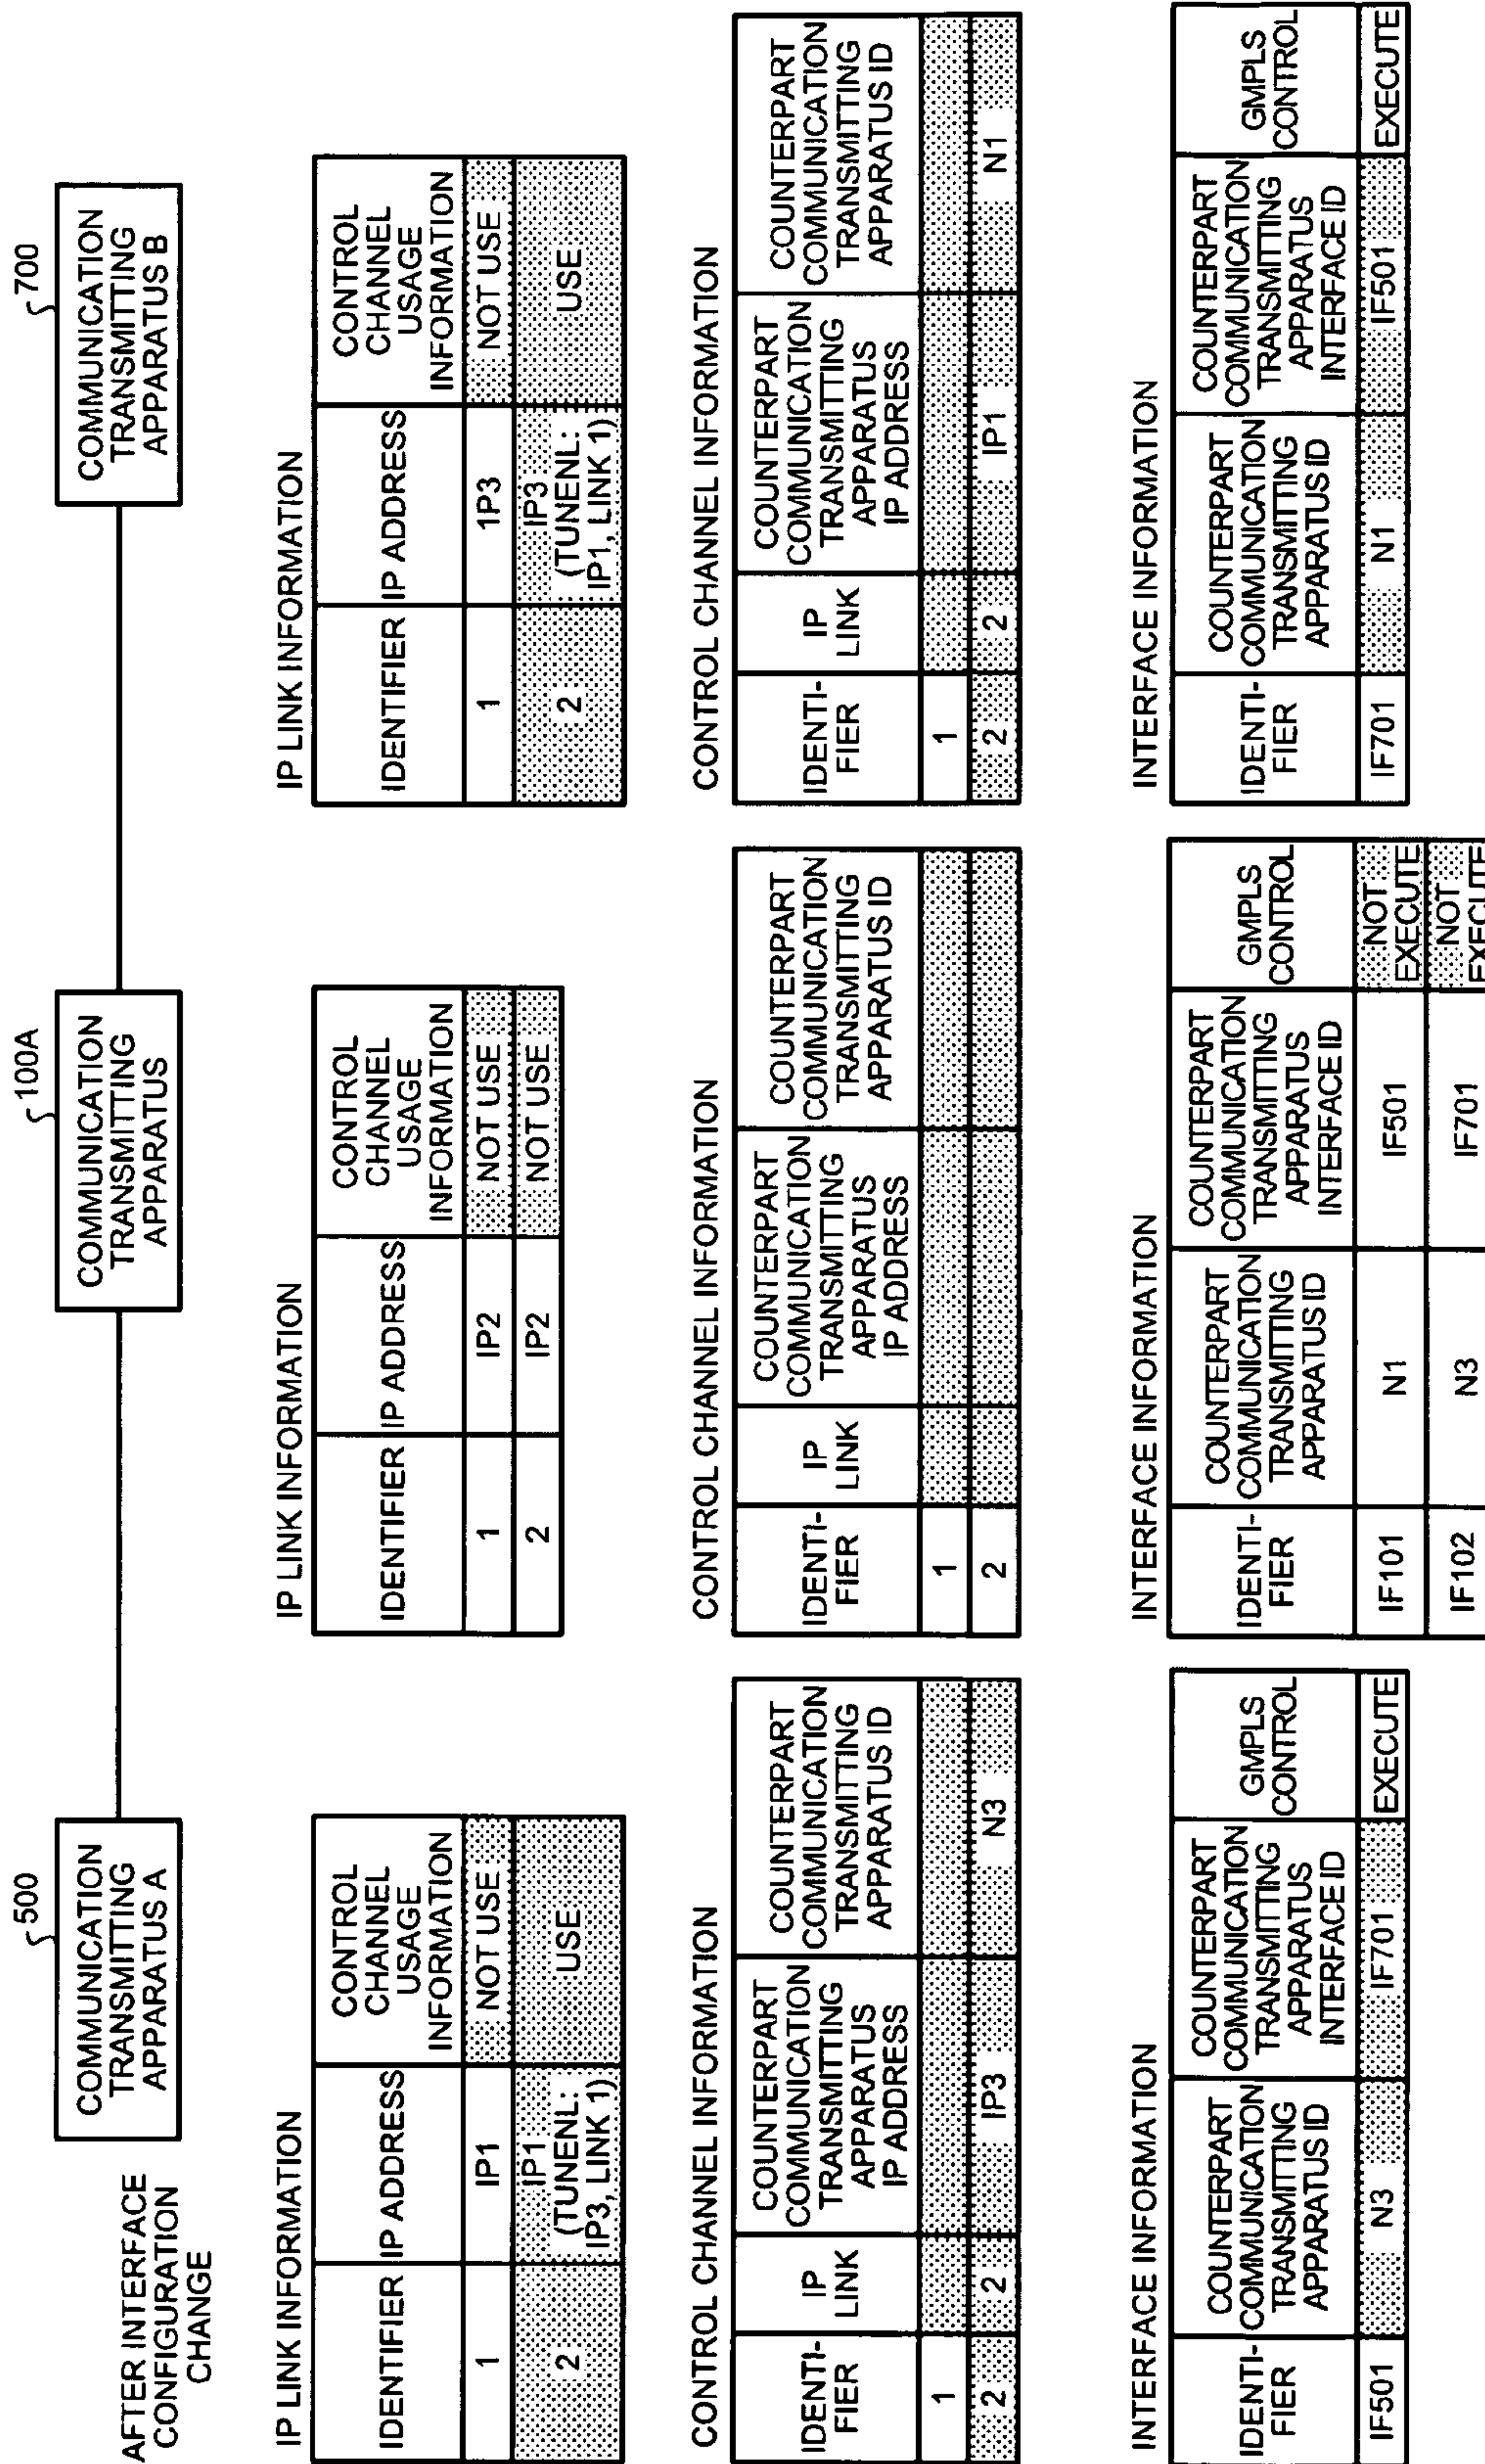 AFTER INTERFACE
CONFIGURATION
CHANGE
500
COMMUNICATION
TRANSMITTING
APPARATUS A
100A
COMMUNICATION
TRANSMITTING
APPARATUS
700
COMMUNICATION
TRANSMITTING
APPARATUS B
IP LINK INFORMATION
IDENTIFIER
IP ADDRESS
CONTROL
CHANNEL
USAGE
INFORMATION
1
IP1
NOT USE
2
IP1
(TUNENL:
IP3, LINK 1)
USE
IP LINK INFORMATION
IDENTIFIER
IP ADDRESS
CONTROL
CHANNEL
USAGE
INFORMATION
1
IP2
NOT USE
2
IP2
NOT USE
IP LINK INFORMATION
IDENTIFIER
IP ADDRESS
CONTROL
CHANNEL
USAGE
INFORMATION
1
1P3
NOT USE
2
IP3
(TUNENL:
IP1, LINK 1)
USE
CONTROL CHANNEL INFORMATION
IDENTI-
FIER
IP
LINK
COUNTERPART
COMMUNICATION
TRANSMITTING
APPARATUS
IP ADDRESS
COUNTERPART
COMMUNICATION
TRANSMITTING
APPARATUS ID
1
2
2
IP3
N3
CONTROL CHANNEL INFORMATION
IDENTI-
FIER
IP
LINK
COUNTERPART
COMMUNICATION
TRANSMITTING
APPARATUS
IP ADDRESS
COUNTERPART
COMMUNICATION
TRANSMITTING
APPARATUS ID
1
2
CONTROL CHANNEL INFORMATION
IDENTI-
FIER
IP
LINK
COUNTERPART
COMMUNICATION
TRANSMITTING
APPARATUS
IP ADDRESS
COUNTERPART
COMMUNICATION
TRANSMITTING
APPARATUS ID
1
2
2
IP1
N1
INTERFACE INFORMATION
IDENTI-
FIER
COUNTERPART
COMMUNICATION
TRANSMITTING
APPARATUS ID
COUNTERPART
COMMUNICATION
TRANSMITTING
APPARATUS
INTERFACE ID
GMPLS
CONTROL
IF501
N3
IF701
EXECUTE
INTERFACE INFORMATION
IDENTI-
FIER
COUNTERPART
COMMUNICATION
TRANSMITTING
APPARATUS ID
COUNTERPART
COMMUNICATION
TRANSMITTING
APPARATUS
INTERFACE ID
GMPLS
CONTROL
IF101
N1
IF501
NOT
EXECUTE
IF102
N3
IF701
NOT
EXECUTE
INTERFACE INFORMATION
IDENTI-
FIER
COUNTERPART
COMMUNICATION
TRANSMITTING
APPARATUS ID
COUNTERPART
COMMUNICATION
TRANSMITTING
APPARATUS
INTERFACE ID
GMPLS
CONTROL
IF701
N1
IF501
EXECUTE